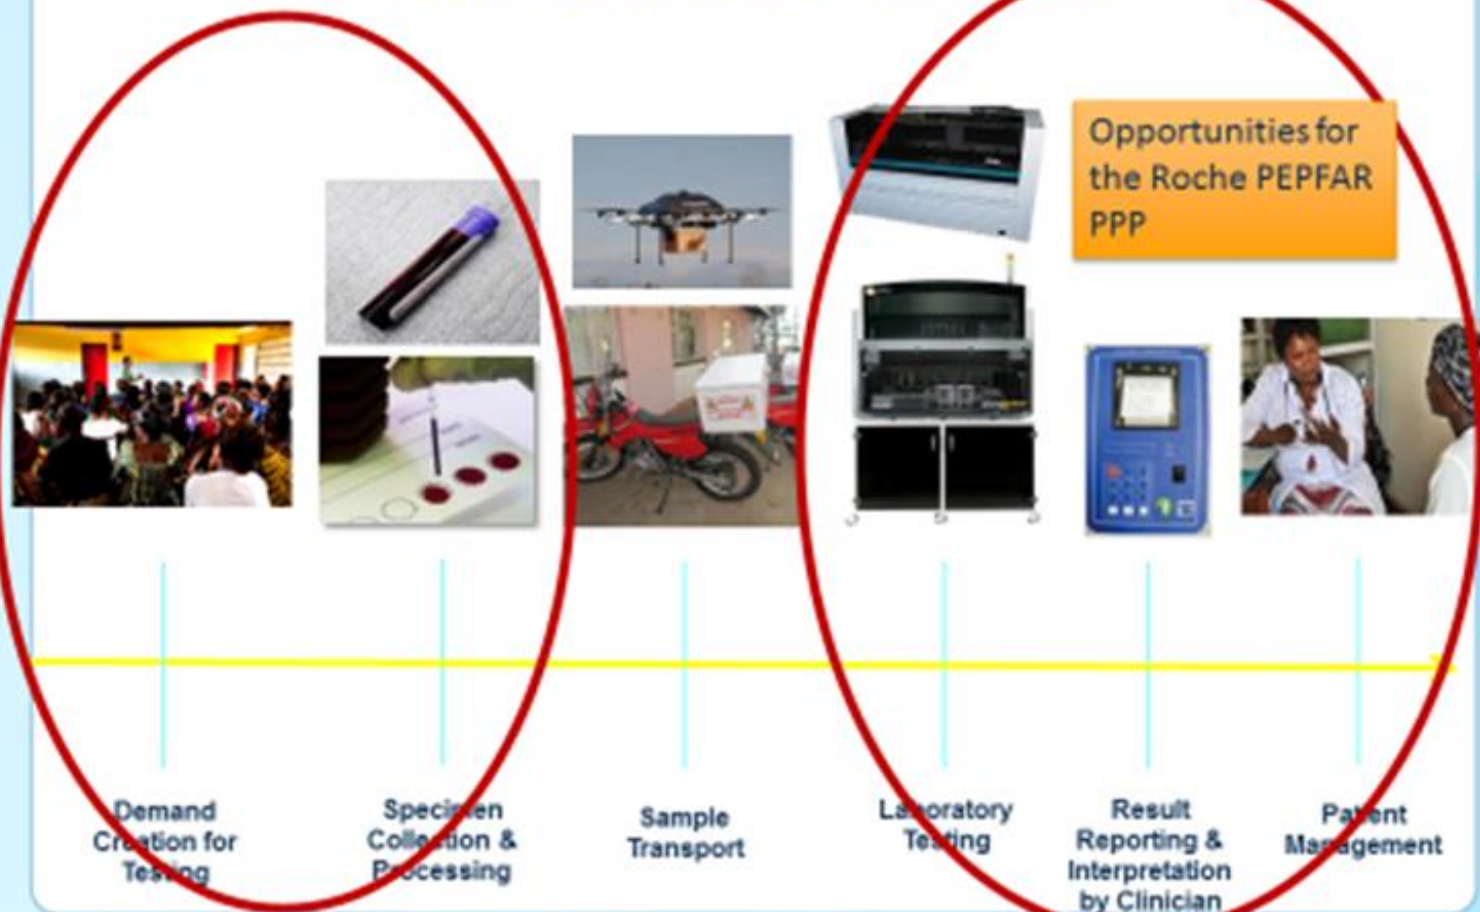 Opportunities for
the Roche PEPFAR
PPP
Demand
Creation for
Testing
Specimen
Collection &
Processing
Sample
Transport
Laboratory
Testing
Result
Reporting &
Interpretation
by Clinician
Patient
Management